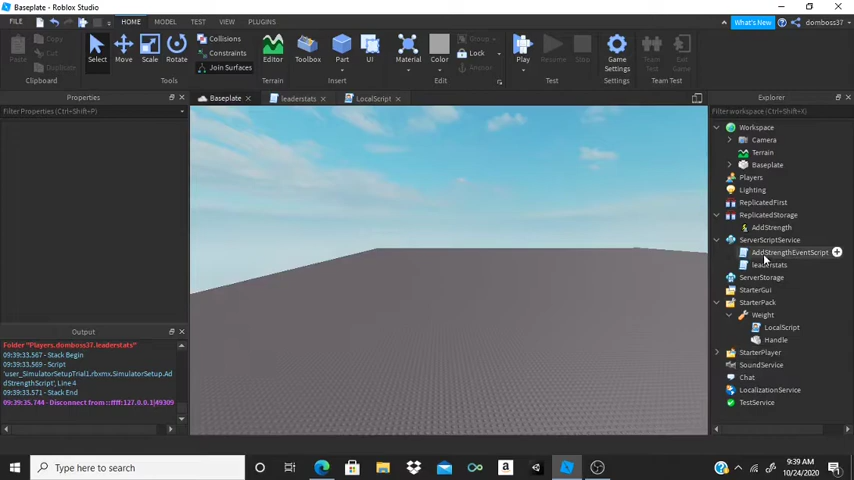 Baseplate - Roblox Studio
FILE HOME MODEL TEST VIEW PLUGINS
What's New domboss37
Paste Copy Cut Duplicate
Select Move Scale Rotate
Collisions
Constraints
Join Surfaces
Editor Toolbox Part UI Material Color
Group
Lock
Anchor
Play Resume Stop
Game Settings
Team Test
Exit Game
Clipboard Tools Terrain Insert Edit Test Settings Team Test
Properties
Filter Properties (Ctrl+Shift+P)
Baseplate × leaderstats × LocalScript ×
Explorer
Filter workspace (Ctrl+Shift+X)
Workspace
Camera
Terrain
Baseplate
Players
Lighting
ReplicatedFirst
ReplicatedStorage
AddStrength
ServerScriptService
AddStrengthEventScript
leaderstats
ServerStorage
StarterGui
StarterPack
Weight
LocalScript
Handle
StarterPlayer
SoundService
Chat
LocalizationService
TestService
Output
Folder "Players.domboss37.leaderstats"
09:39:33.567 - Stack Begin
09:39:33.569 - Script
'user_SimulatorSetupTrial1.rbxmx.SimulatorSetup.Ad
dStrengthScript', Line 4
09:39:33.571 - Stack End
09:39:35.744 - Disconnect from ::ffff:127.0.0.1|49309
Type here to search
9:39 AM
10/24/2020